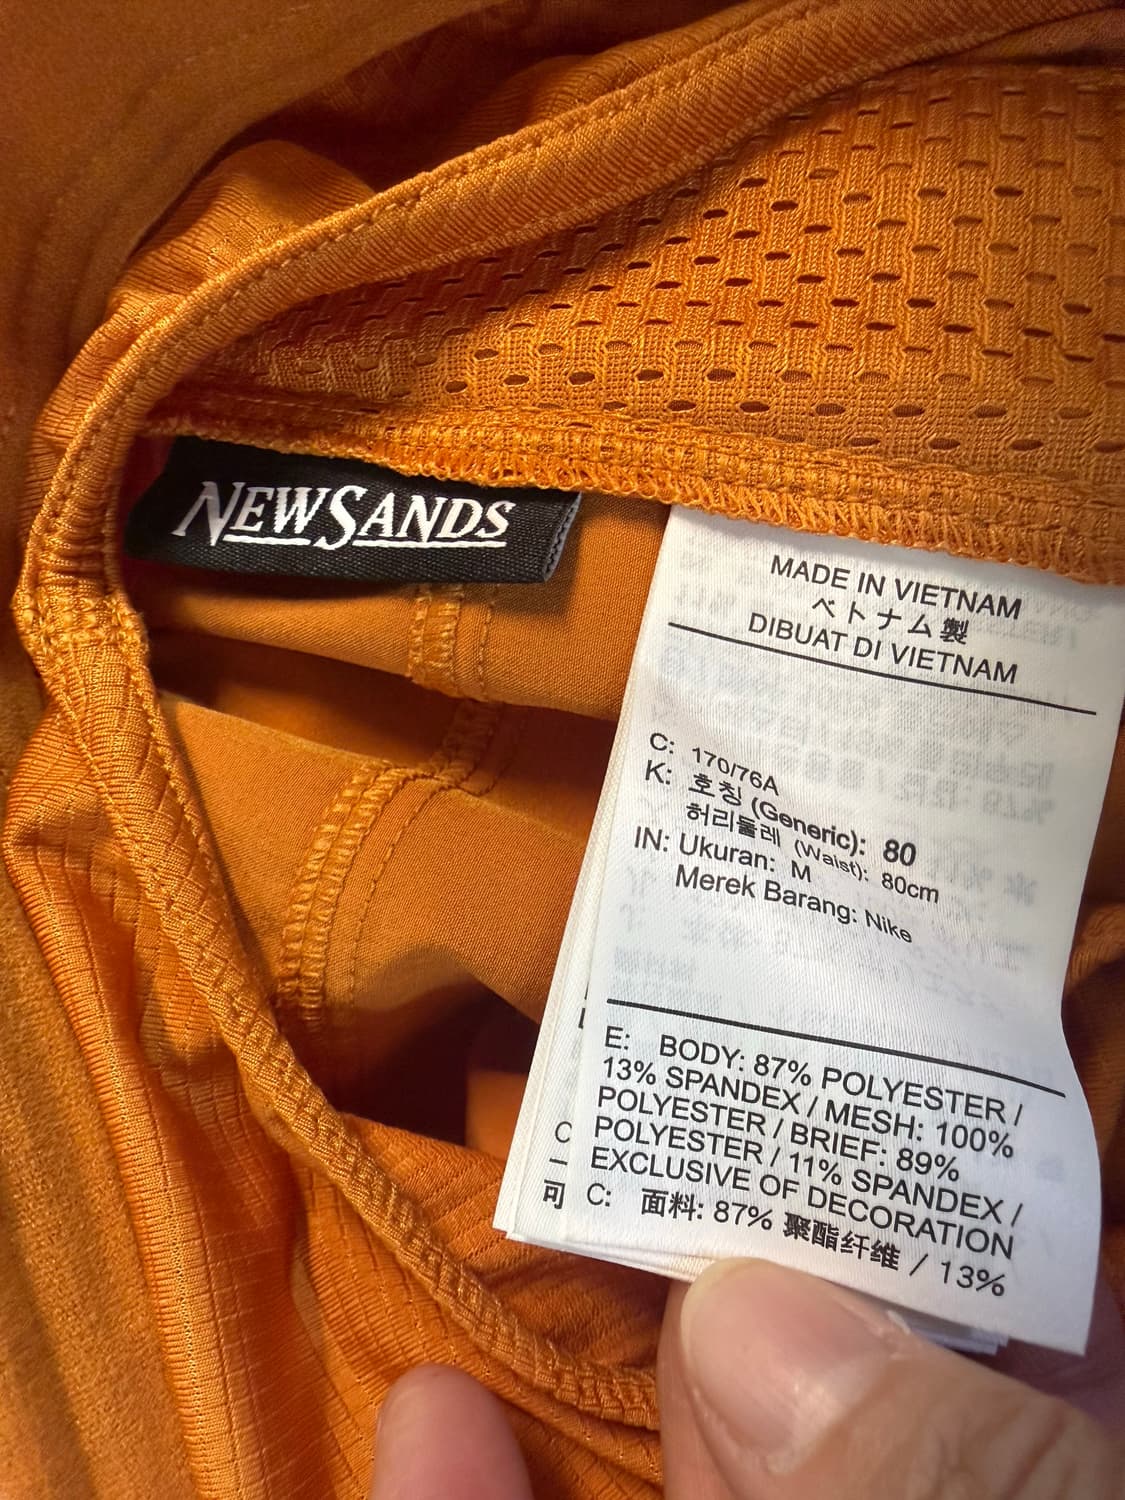 NEWSANDS
MADE IN VIETNAM
ベトナム製
DIBUAT DI VIETNAM
C: 170/76A
K: 호칭 (Generic): 80
허리둘레 (Waist): 80cm
IN: Ukuran: M
Merek Barang: Nike
E: BODY: 87% POLYESTER /
13% SPANDEX / MESH: 100%
POLYESTER / BRIEF: 89%
POLYESTER / 11% SPANDEX /
EXCLUSIVE OF DECORATION
C: 面料: 87% 聚酯纤维 / 13%
可